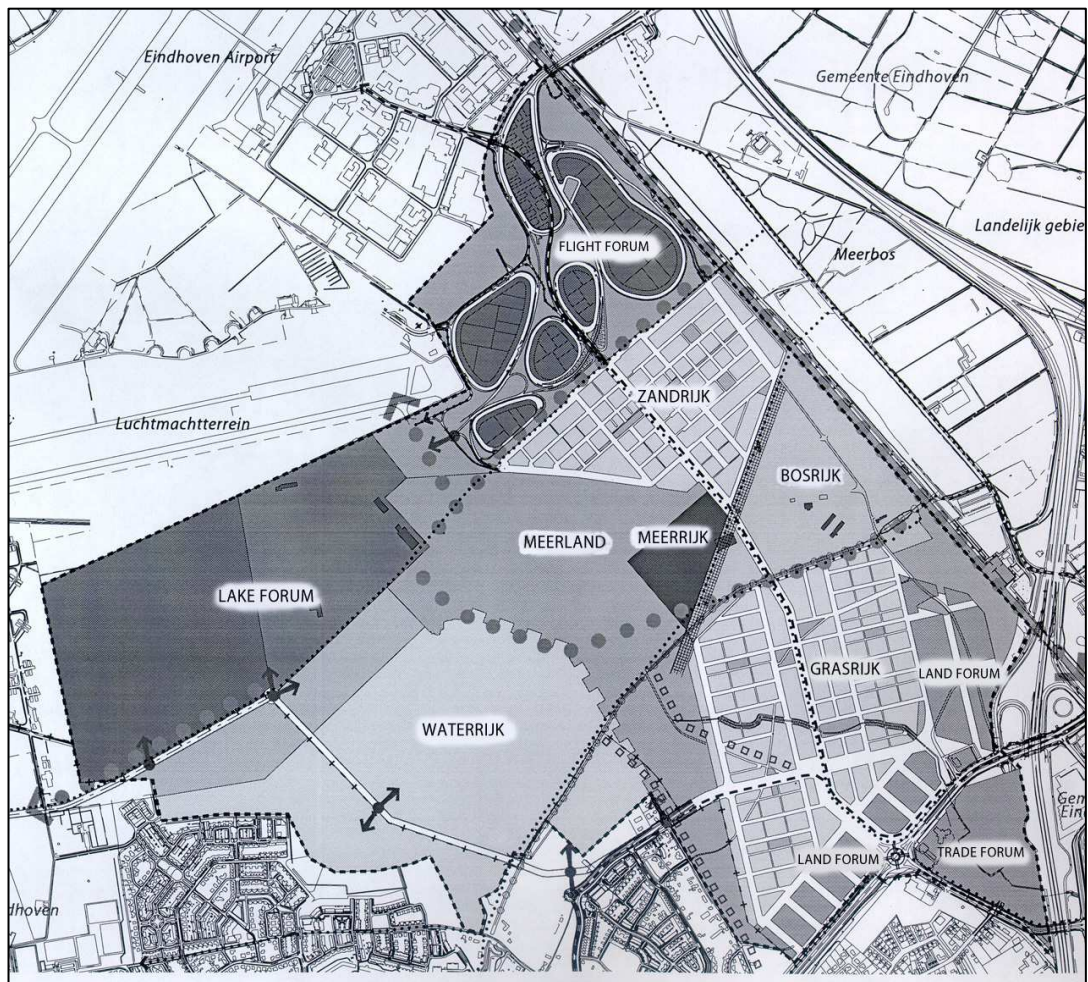 Eindhoven Airport
Gemeente Eindhoven
Landelijk gebie
FLIGHT FORUM
Meerbos
ZANDRIJK
Luchtmachtterrein
BOSRIJK
MEERLAND
MEERRIJK
LAKE FORUM
GRASRIJK
LAND FORUM
WATERRIJK
Gem
Ein
LAND FORUM
TRADE FORUM
dhoven